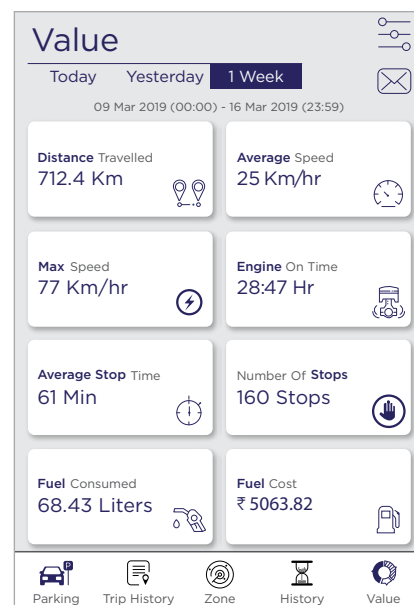 Value
Today Yesterday 1 Week
09 Mar 2019 (00:00) - 16 Mar 2019 (23:59)
Distance Travelled
712.4 Km
Average Speed
25 Km/hr
Max Speed
77 Km/hr
Engine On Time
28:47 Hr
Average Stop Time
61 Min
Number Of Stops
160 Stops
Fuel Consumed
68.43 Liters
Fuel Cost
₹ 5063.82
P
Parking Trip History Zone History Value